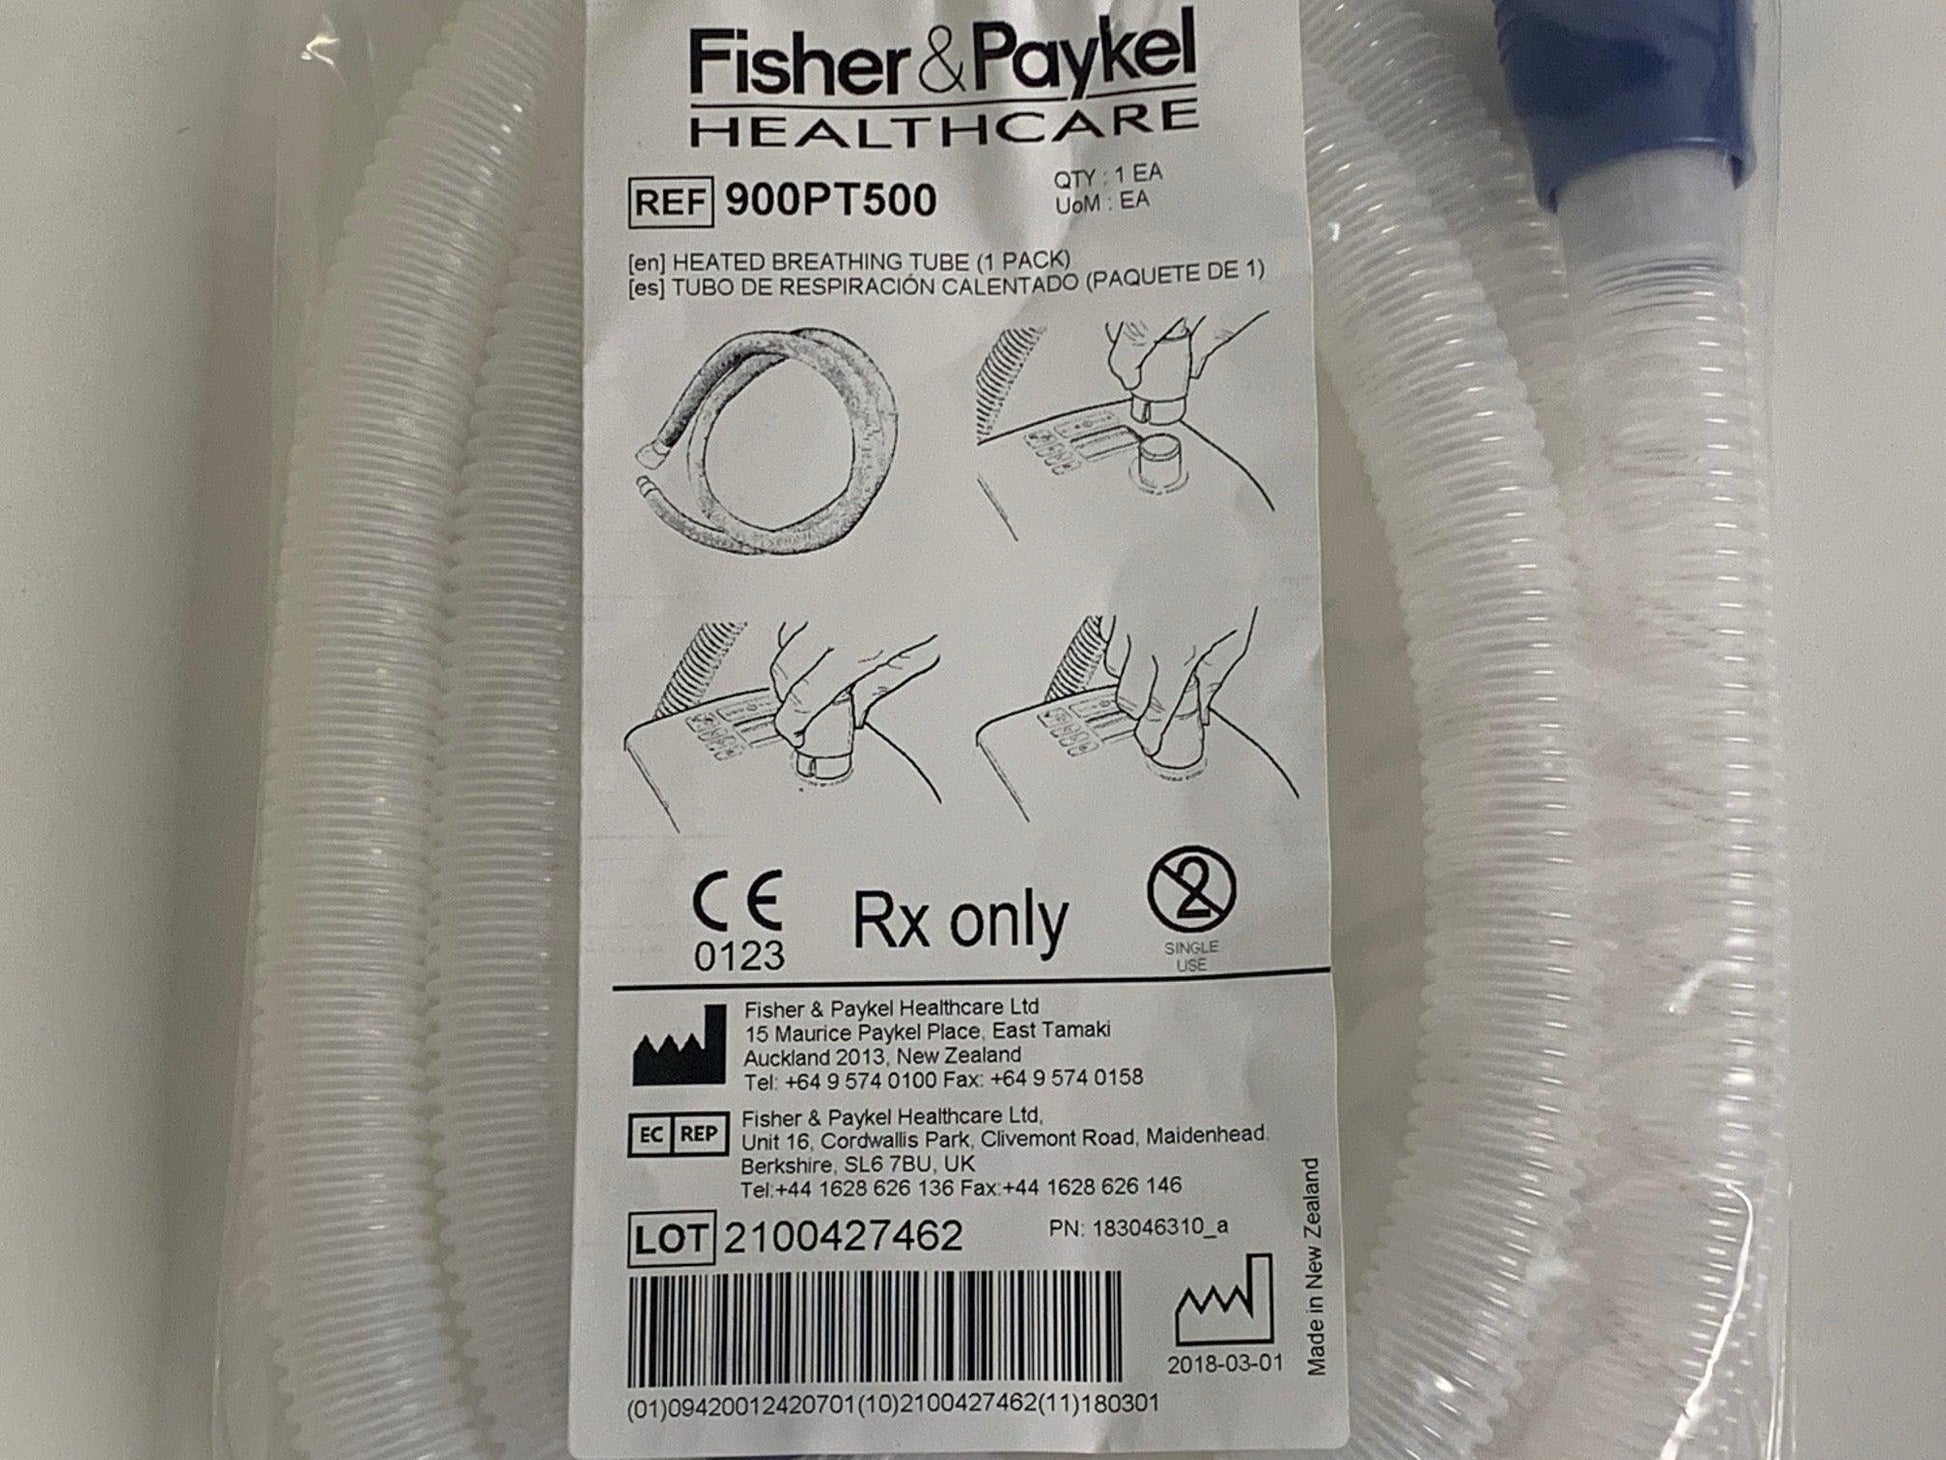 Fisher & Paykel
HEALTHCARE
REF 900PT500
QTY : 1 EA
UoM : EA
[en] HEATED BREATHING TUBE (1 PACK)
[es] TUBO DE RESPIRACIÓN CALENTADO (PAQUETE DE 1)
CE
0123
Rx only
2
SINGLE
USE
Fisher & Paykel Healthcare Ltd
15 Maurice Paykel Place, East Tamaki
Auckland 2013, New Zealand
Tel: +64 9 574 0100 Fax: +64 9 574 0158
EC REP
Fisher & Paykel Healthcare Ltd,
Unit 16, Cordwallis Park, Clivemont Road, Maidenhead,
Berkshire, SL6 7BU, UK
Tel:+44 1628 626 136 Fax:+44 1628 626 146
LOT 2100427462
PN: 183046310_a
2018-03-01
Made in New Zealand
(01)09420012420701(10)2100427462(11)180301